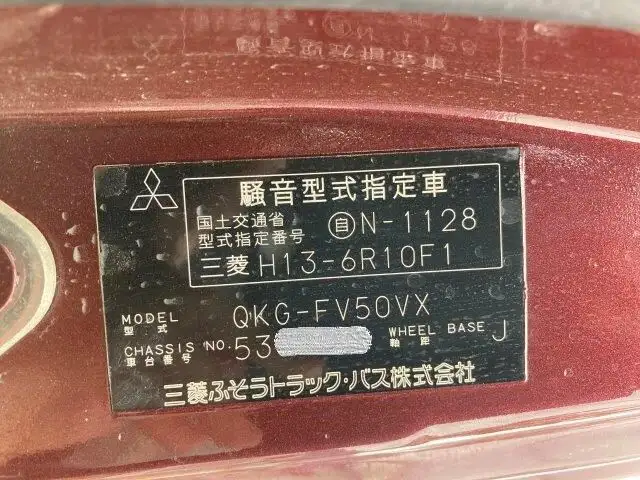 騒音型式指定車
国土交通省
型式指定番号 自N-1128
三菱 H13-6R10F1
MODEL
型式 QKG-FV50VX
CHASSIS NO.
車台番号 53
WHEEL BASE
軸距 J
三菱ふそうトラック・バス株式会社